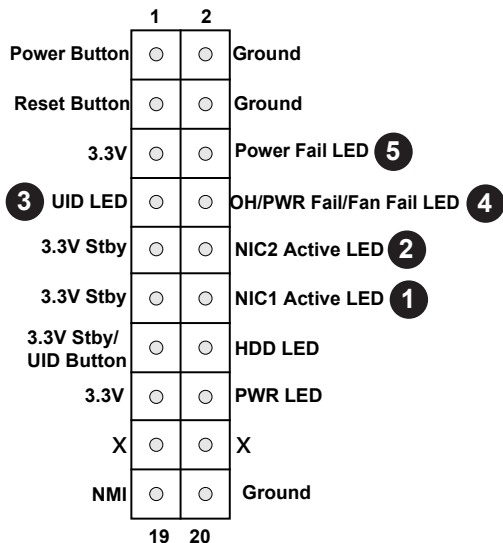 1 2
Power Button Ground
Reset Button Ground
3.3V Power Fail LED 5
3 UID LED OH/PWR Fail/Fan Fail LED 4
3.3V Stby NIC2 Active LED 2
3.3V Stby NIC1 Active LED 1
3.3V Stby/
UID Button HDD LED
3.3V PWR LED
X X
NMI Ground
19 20